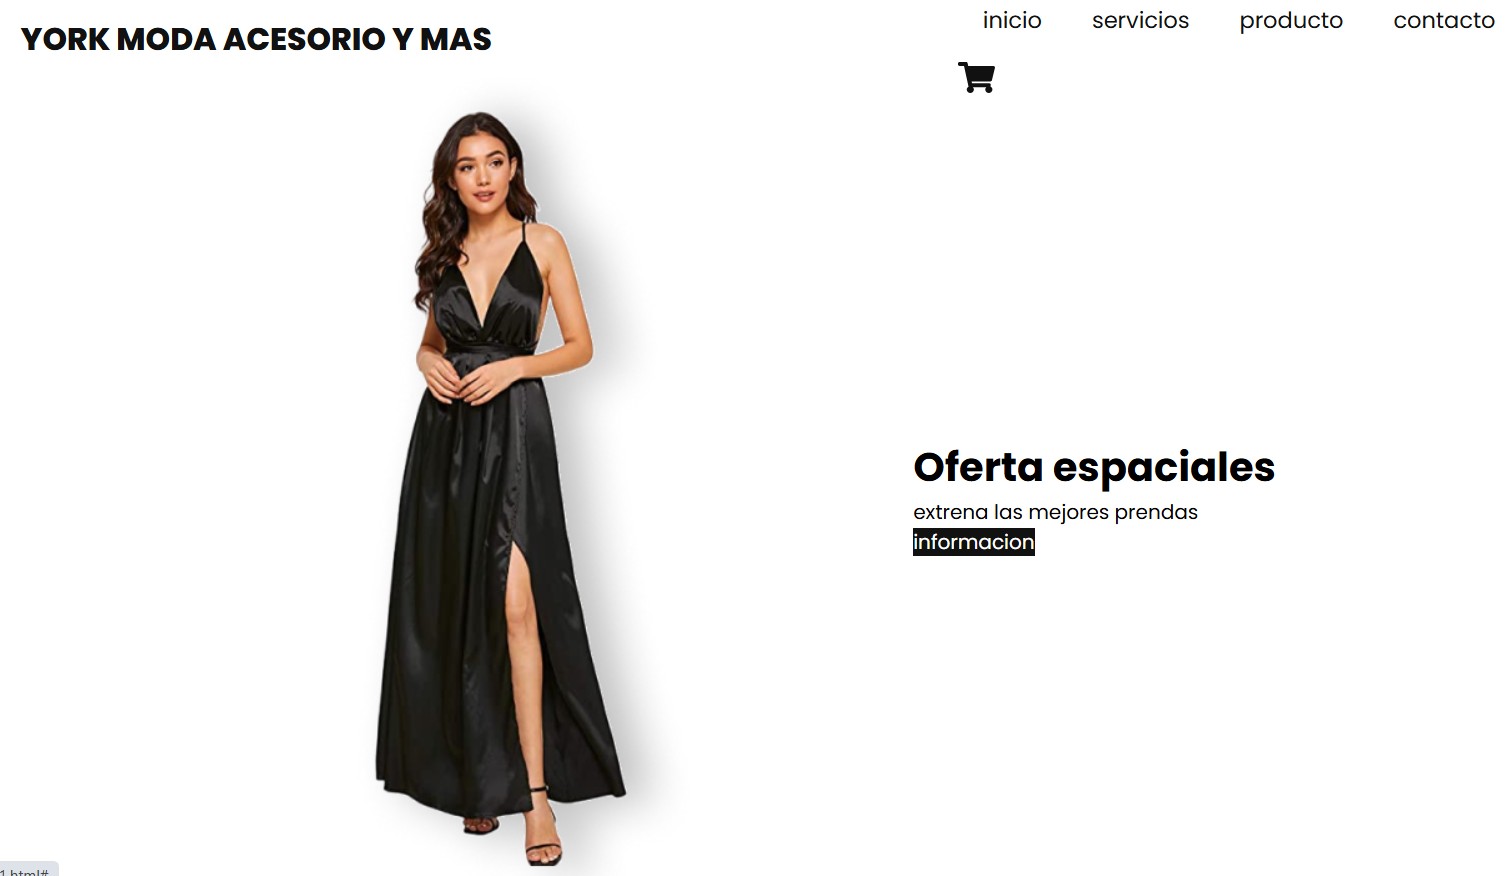 YORK MODA ACESORIO Y MAS
inicio servicios producto contacto
Oferta espaciales
extrena las mejores prendas
informacion
1.html#